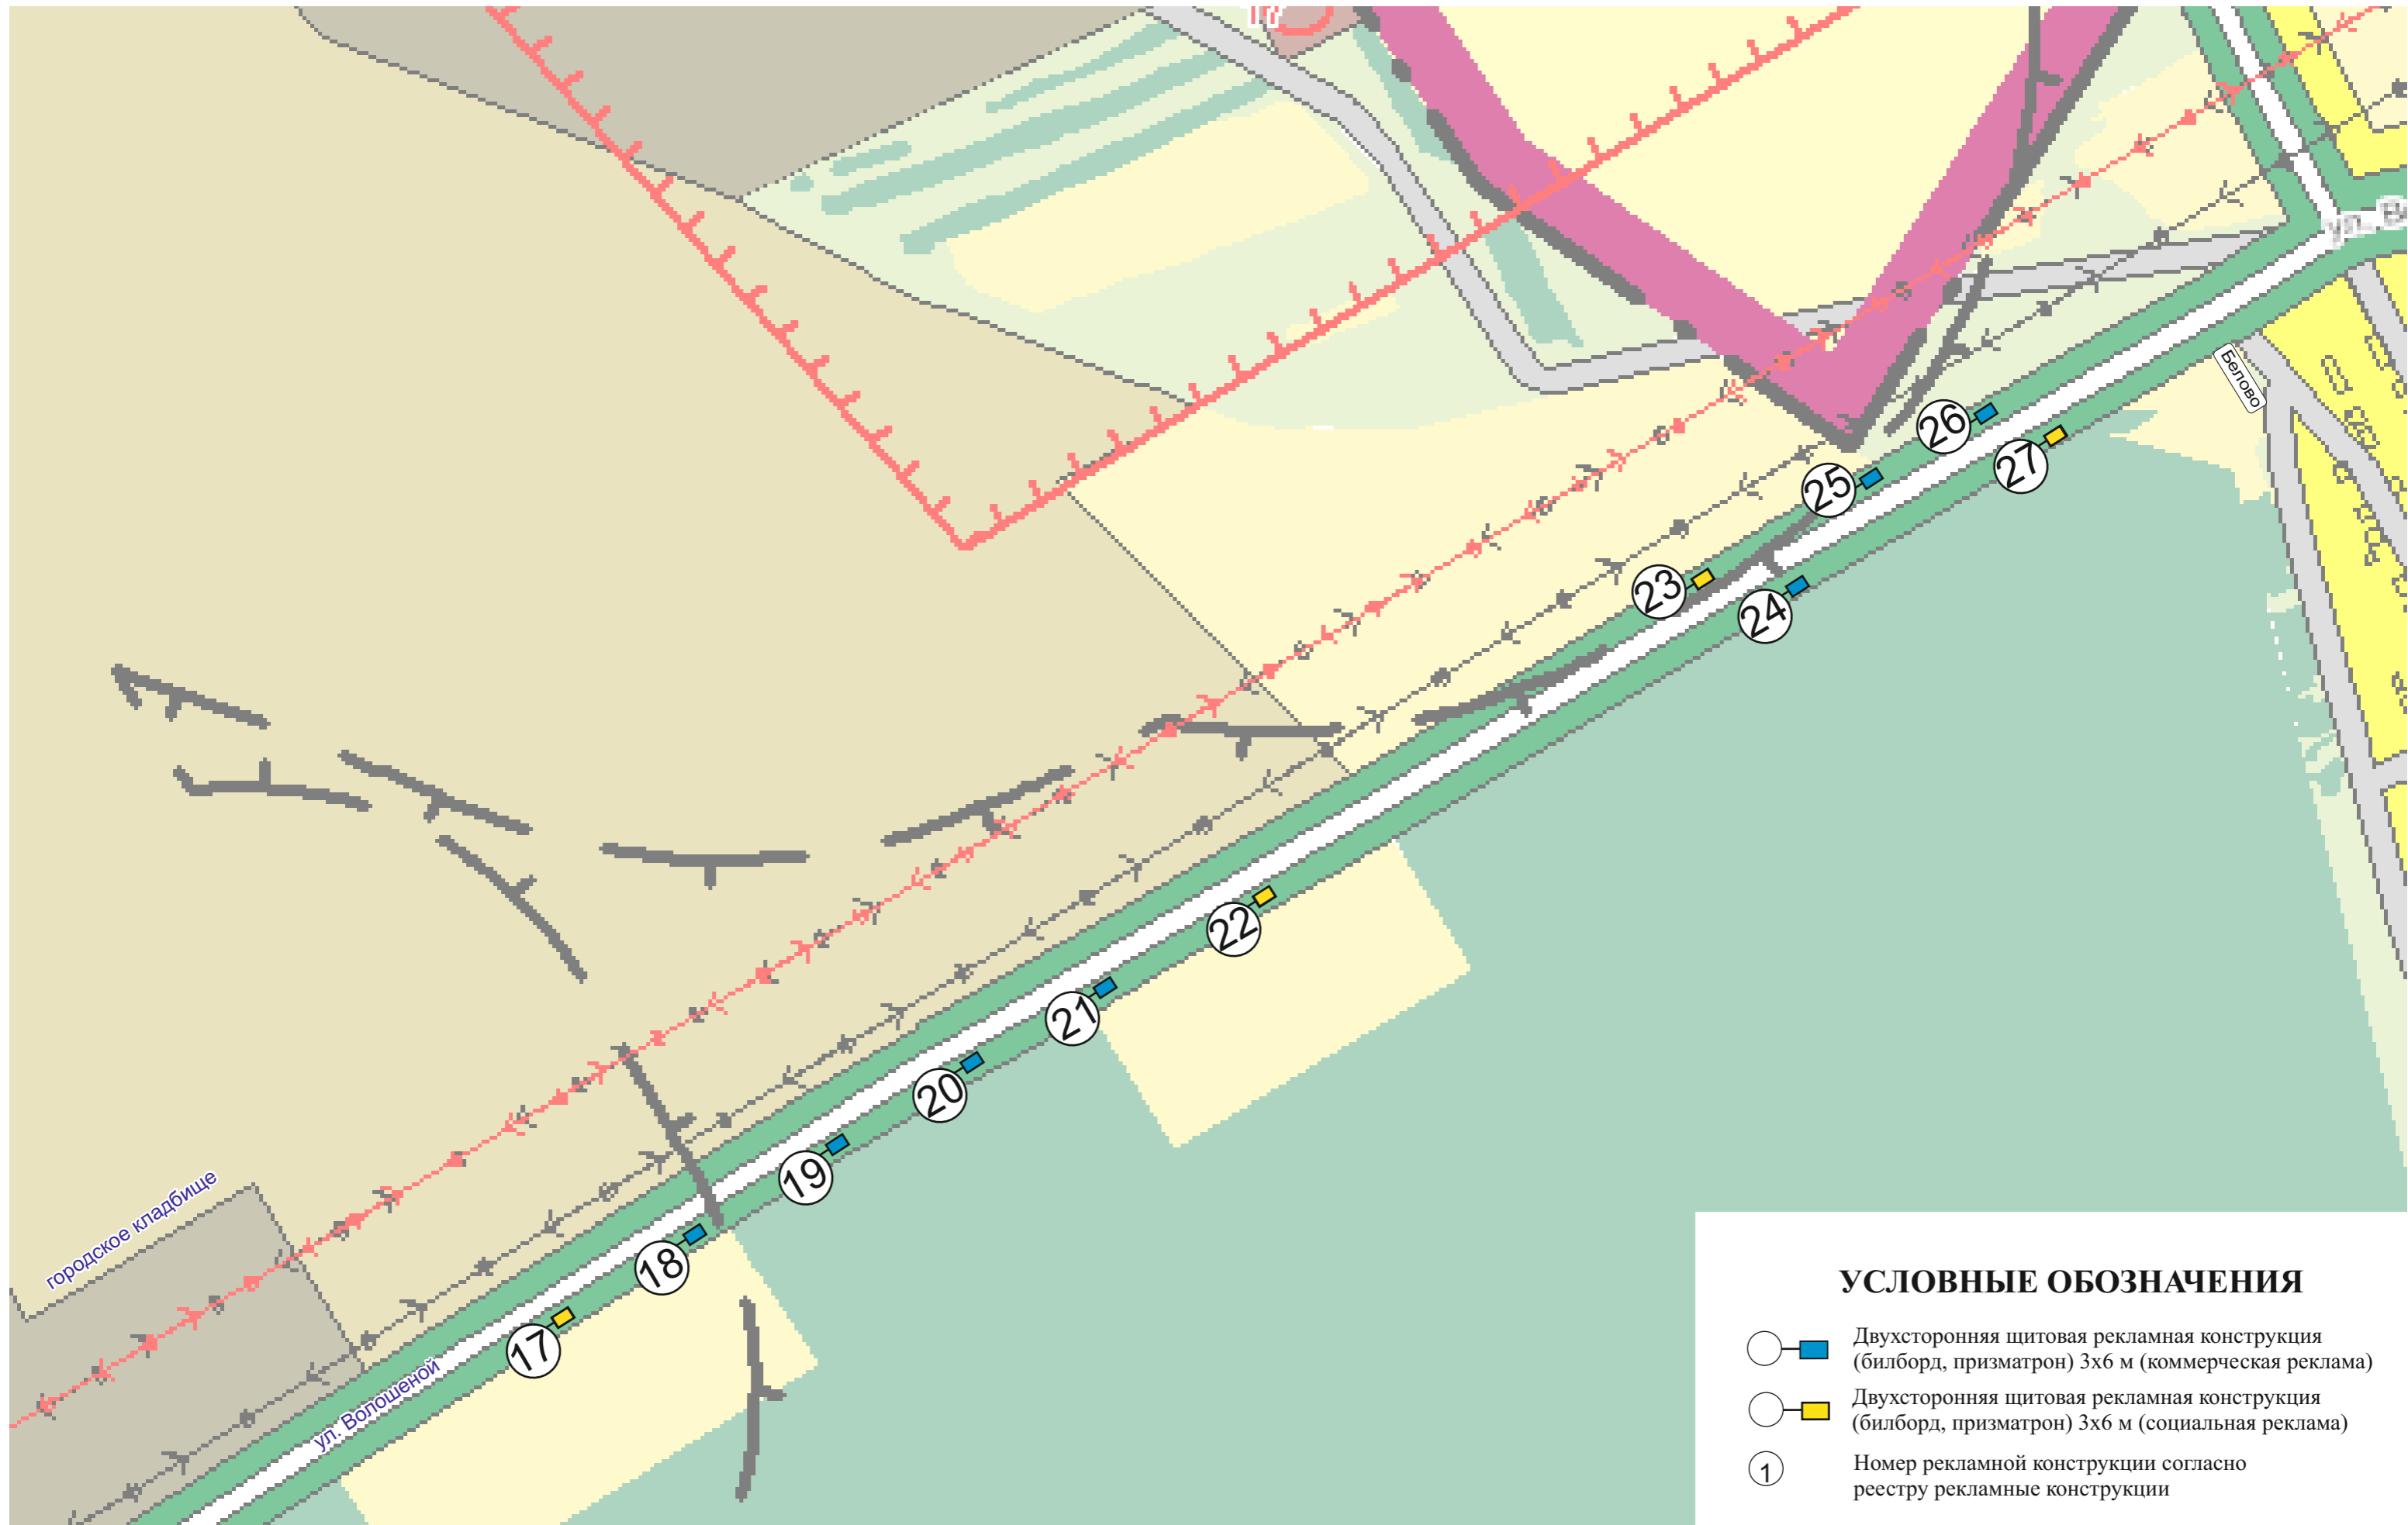 17
Белово
26
27
25
23
24
22
21
20
19
18
17
городское кладбище
ул. Волошеной
УСЛОВНЫЕ ОБОЗНАЧЕНИЯ
Двухсторонняя щитовая рекламная конструкция
(билборд, призматрон) 3х6 м (коммерческая реклама)
Двухсторонняя щитовая рекламная конструкция
(билборд, призматрон) 3х6 м (социальная реклама)
1
Номер рекламной конструкции согласно
реестру рекламные конструкции